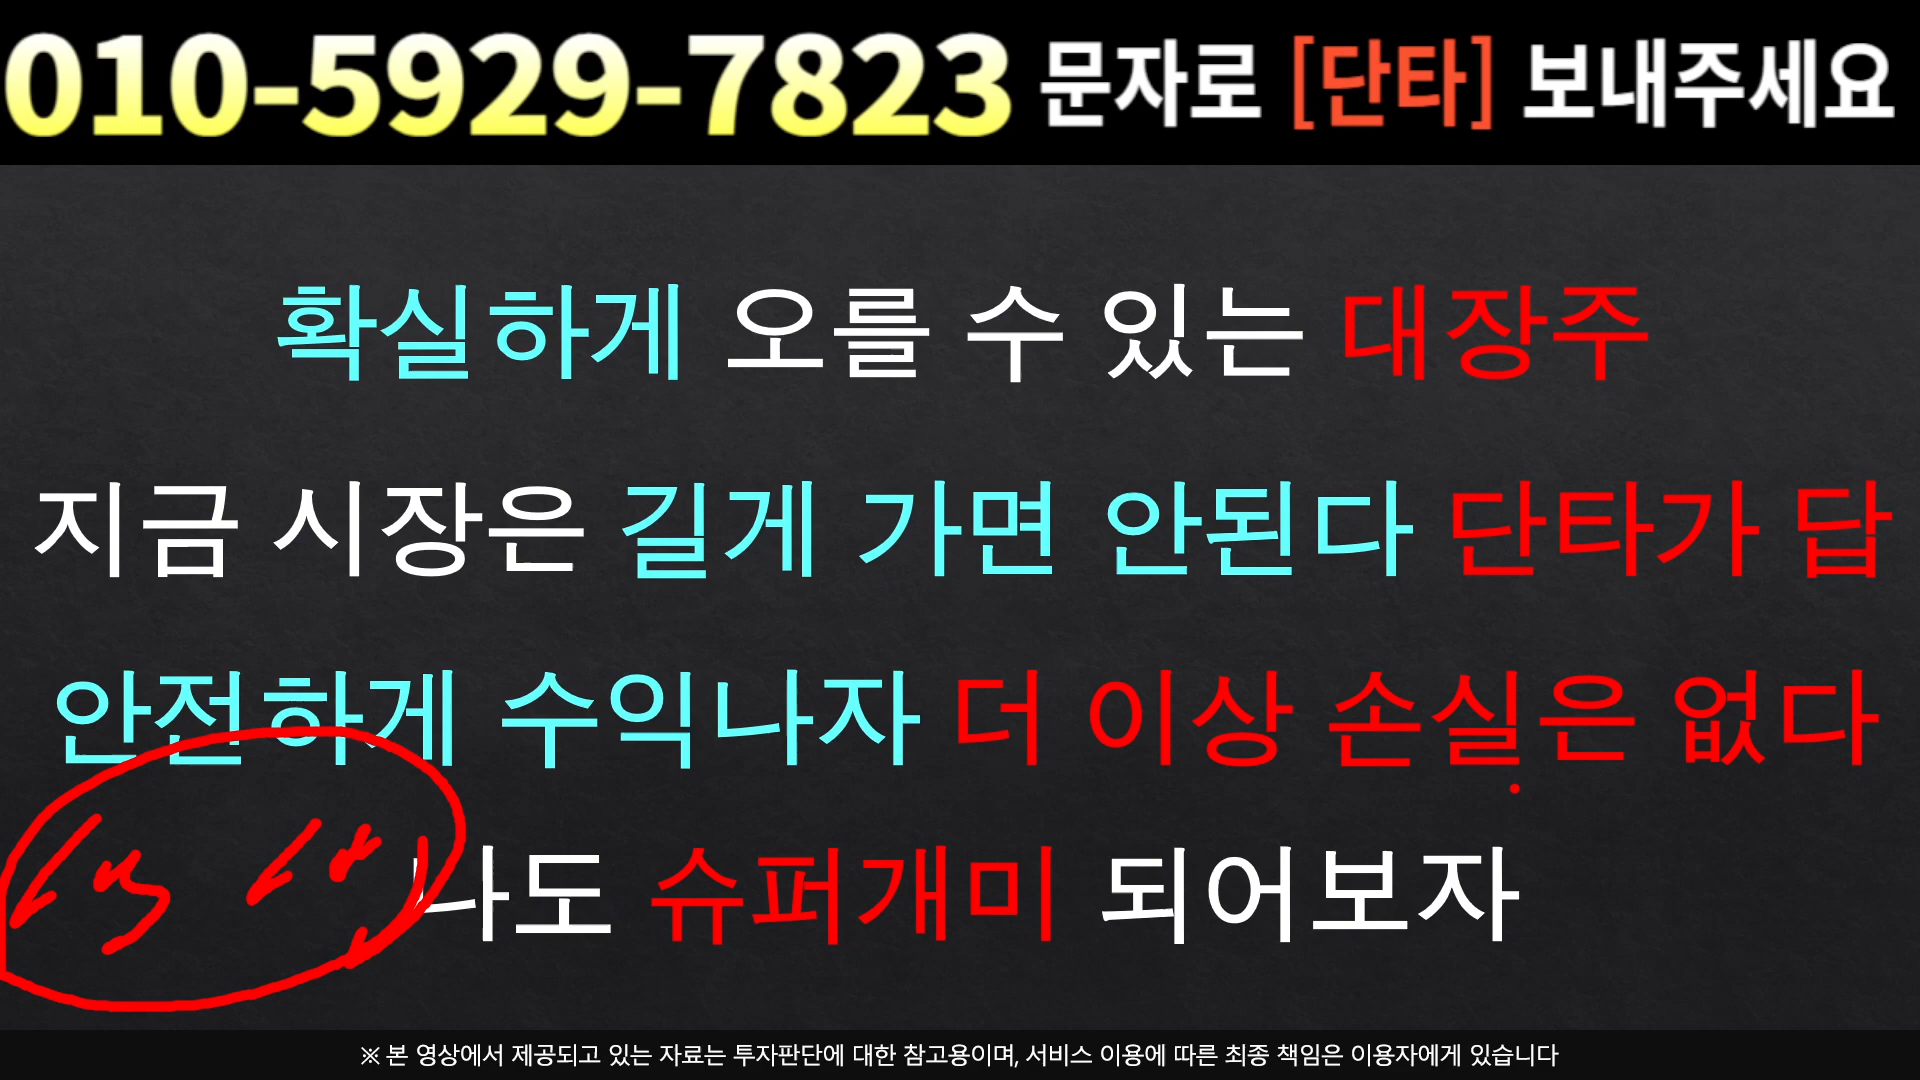 010-5929-7823 문자로 [단타] 보내주세요
확실하게 오를 수 있는 대장주
지금 시장은 길게 가면 안된다 단타가 답
안전하게 수익나자 더 이상 손실은 없다
나도 슈퍼개미 되어보자
※ 본 영상에서 제공되고 있는 자료는 투자판단에 대한 참고용이며, 서비스 이용에 따른 최종 책임은 이용자에게 있습니다